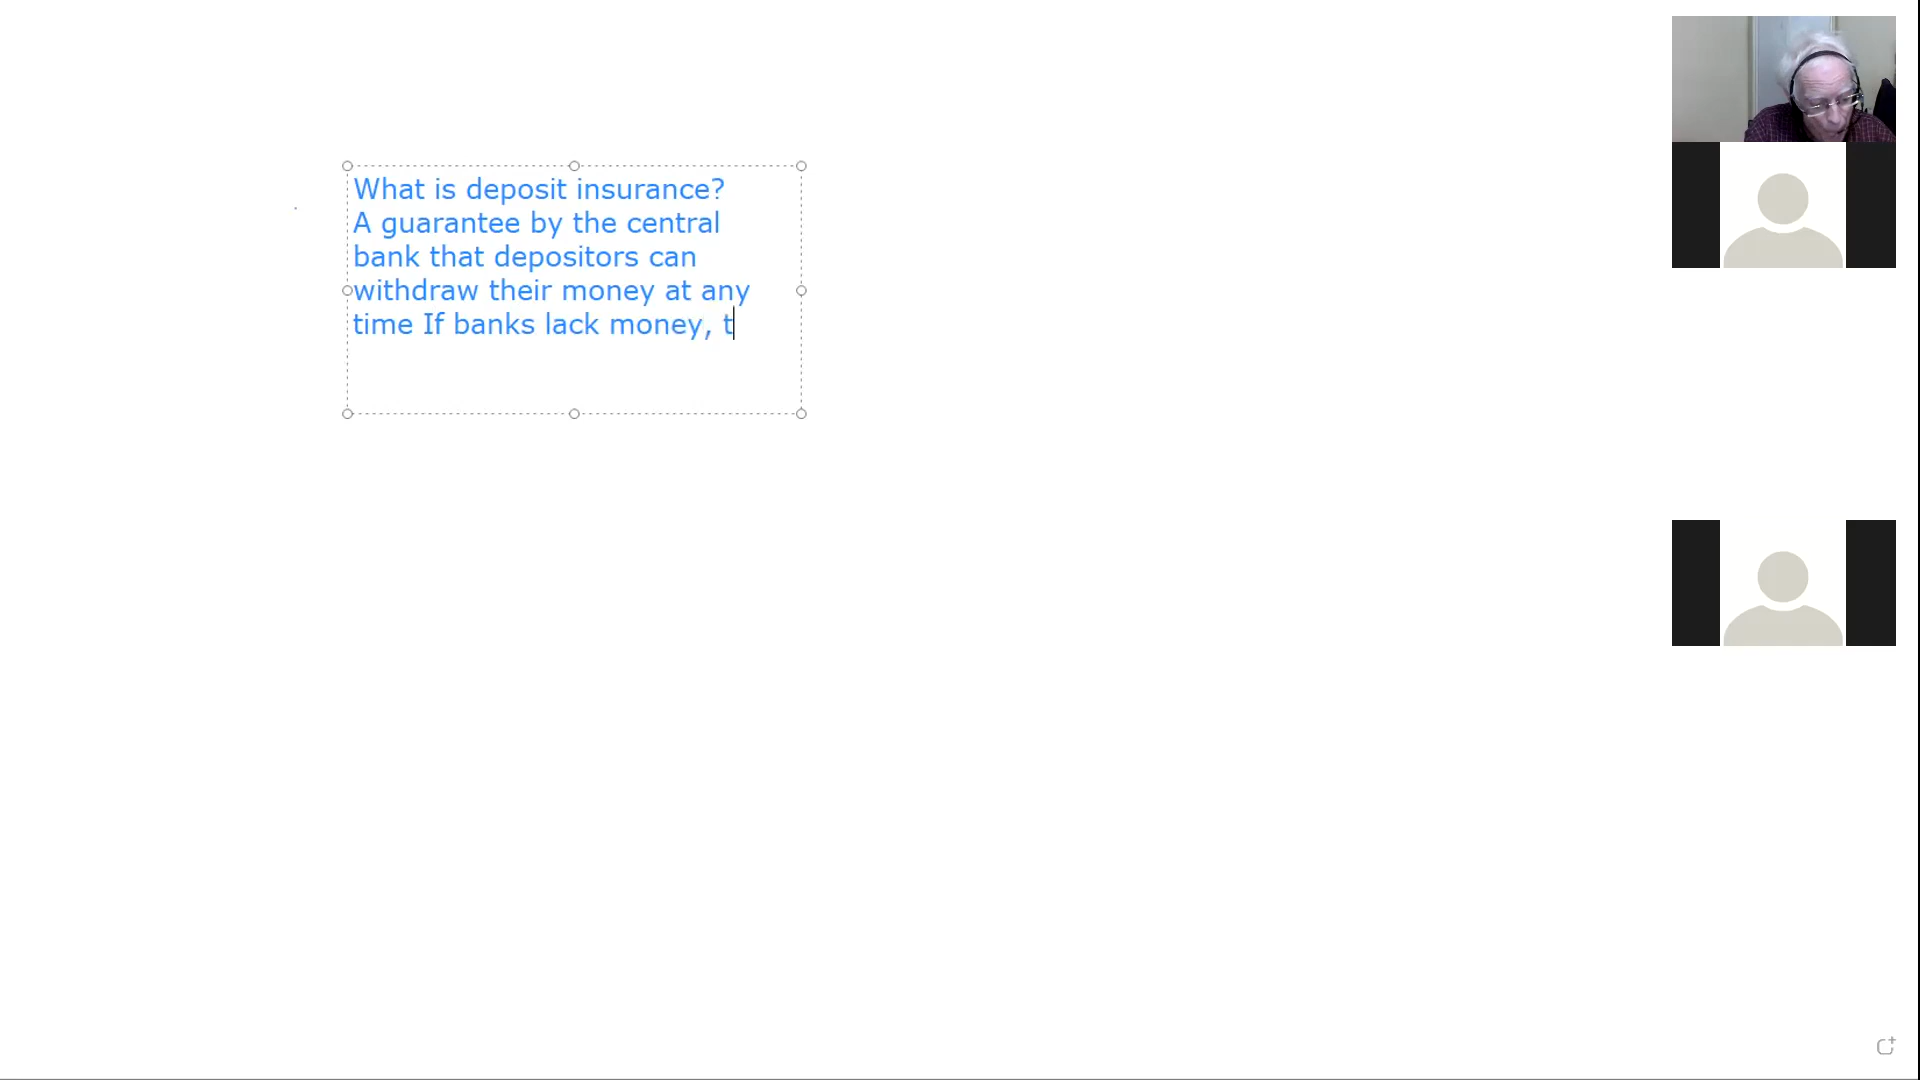 What is deposit insurance?
A guarantee by the central
bank that depositors can
withdraw their money at any
time If banks lack money, t